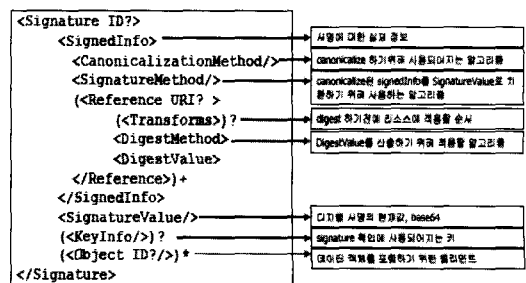 <Signature ID?>
<SignedInfo>
<CanonicalizationMethod/>
<SignatureMethod/>
(<Reference URI? >
(<Transforms>)?
<DigestMethod>
<DigestValue>
</Reference>)+
</SignedInfo>
<SignatureValue/>
(<KeyInfo/>)?
(<Object ID?/>)*
</Signature>
서명에 대한 실제 정보
canonicalize 하기위해 사용되어지는 알고리즘
canonicalize된 signedInfo를 SignatureValue로 치
환하기 위해 사용하는 알고리즘
digest 하기전에 리소스에 적용할 순서
DigestValue를 산출하기 위해 적용할 알고리즘
디지털 서명의 현재값, base64
signature 확인에 사용되어지는 키
데이터 객체를 포함하기 위한 엘리먼트